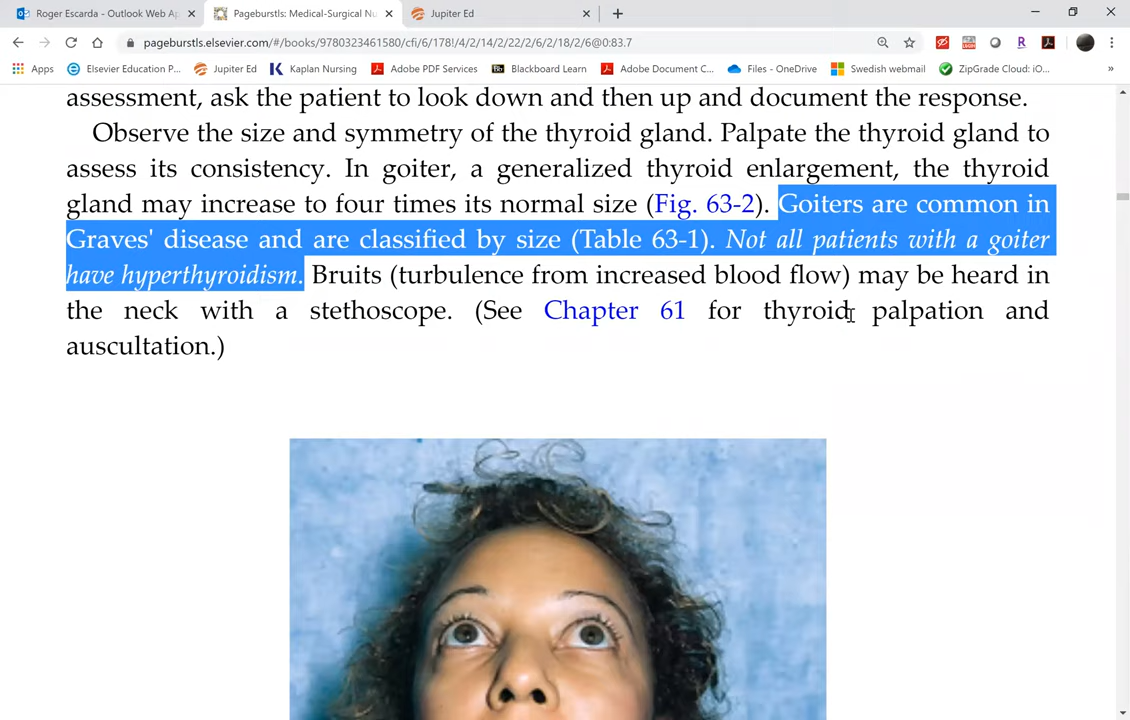 Roger Escarda - Outlook Web Ap
Pageburstls: Medical-Surgical Nu
Jupiter Ed
pageburstls.elsevier.com/#/books/9780323461580/cfi/6/178!/4/2/14/2/22/2/6/2/18/2/6@0:83.7
Apps
Elsevier Education P...
Jupiter Ed
Kaplan Nursing
Adobe PDF Services
Blackboard Learn
Adobe Document C...
Files - OneDrive
Swedish webmail
ZipGrade Cloud: iO...
»
assessment, ask the patient to look down and then up and document the response.
Observe the size and symmetry of the thyroid gland. Palpate the thyroid gland to
assess its consistency. In goiter, a generalized thyroid enlargement, the thyroid
gland may increase to four times its normal size (Fig. 63-2). Goiters are common in
Graves' disease and are classified by size (Table 63-1). Not all patients with a goiter
have hyperthyroidism. Bruits (turbulence from increased blood flow) may be heard in
the neck with a stethoscope. (See Chapter 61 for thyroid palpation and
auscultation.)